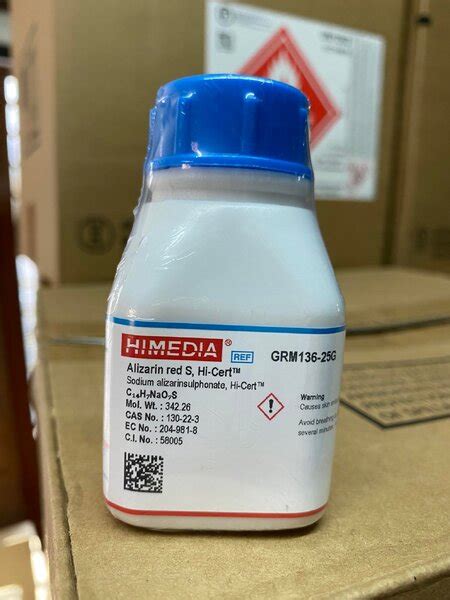 HIMEDIA® REF GRM136-25G
Alizarin red S, Hi-Cert™
Sodium alizarinsulphonate, Hi-Cert™
C₁₄H₇NaO₇S
Mol. Wt. : 342.26
CAS No. : 130-22-3
EC No. : 204-981-8
C.I. No. : 58005
Warning
Causes skin
Avoid breathing
several minutes